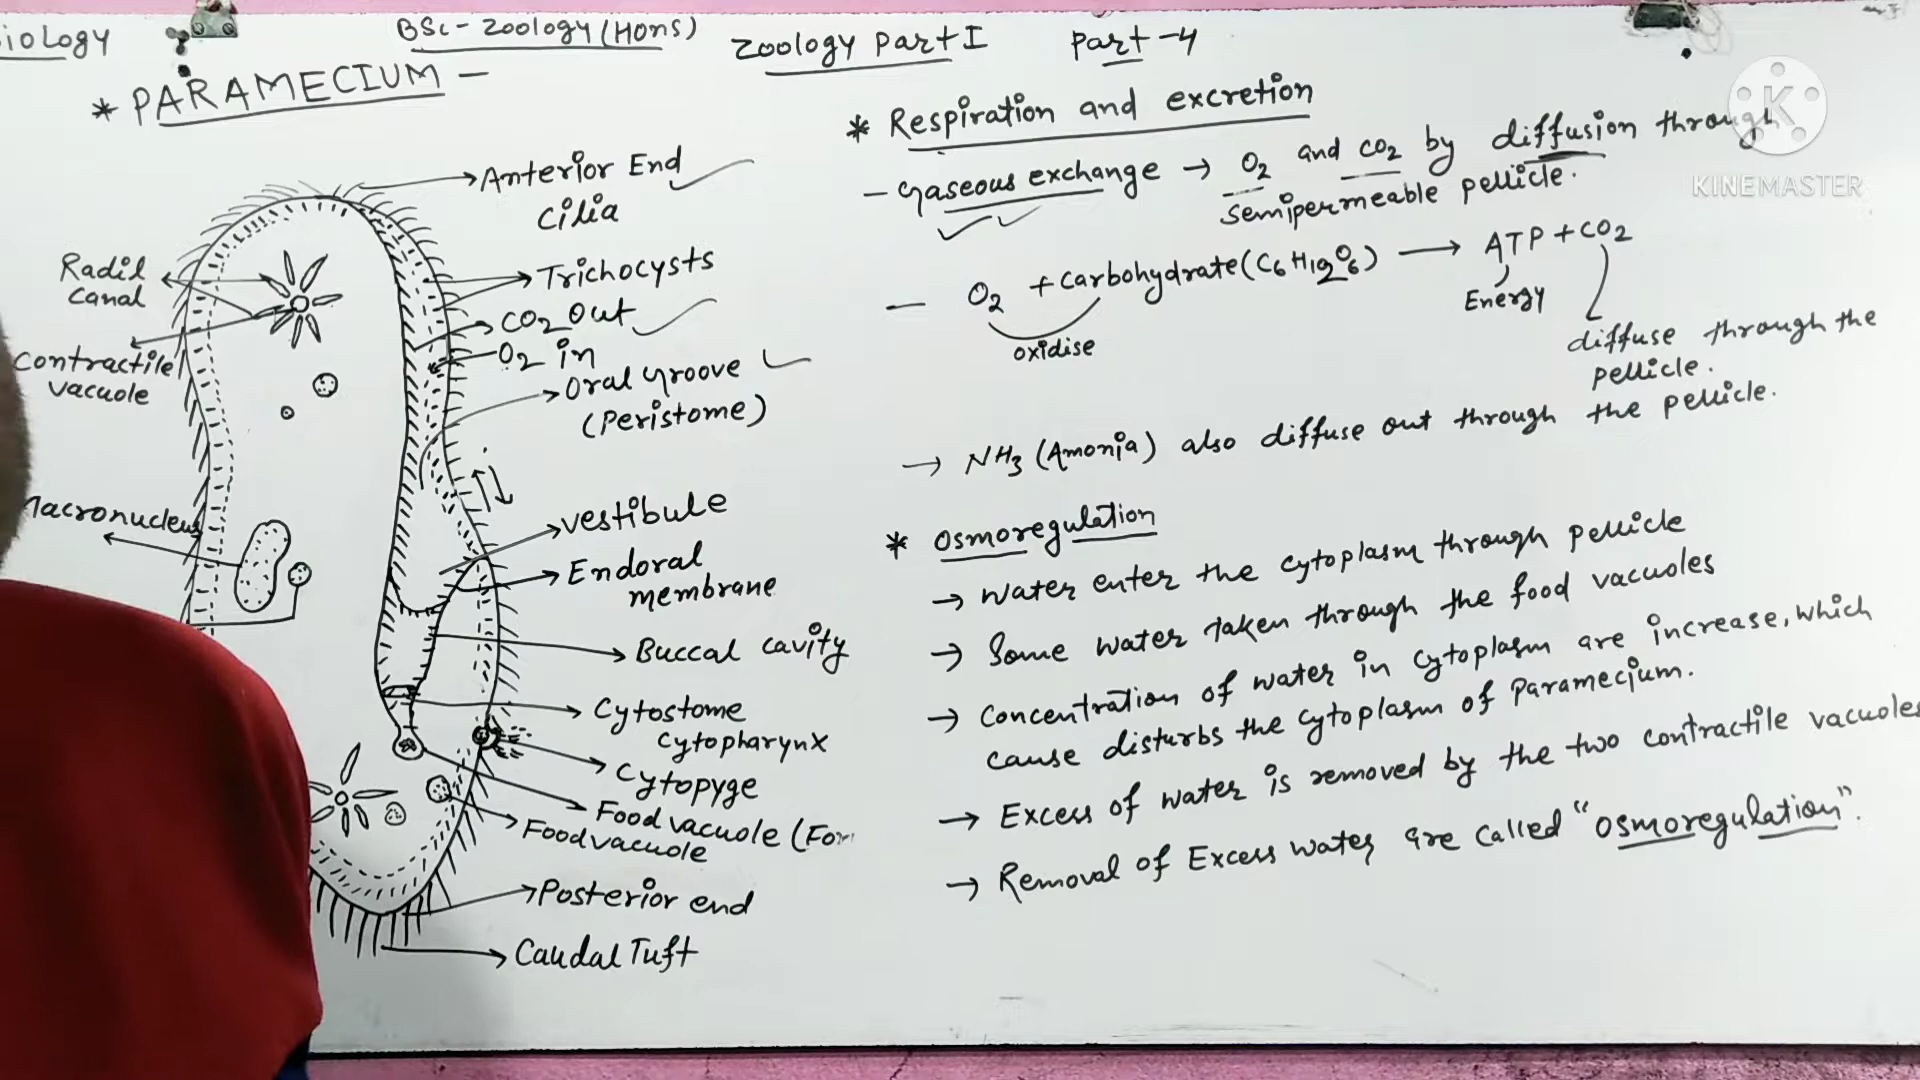 BSc-Zoology (Hons)
Zoology Part I
Part-4
* PARAMECIUM -
Anterior End
Cilia
Radil
canal
Trichocysts
CO2 out
O2 in
Contractile
vacuole
Oral groove
(Peristome)
vestibule
Endoral
membrane
Buccal cavity
Cytostome
cytopharynx
Cytopyge
Food vacuole
Food vacuole
Posterior end
Caudal Tuft
* Respiration and excretion
- Gaseous exchange → O2 and CO2 by diffusion through
semipermeable pellicle.
- O2 + Carbohydrate (C6H12O6) → ATP + CO2
oxidise
Energy
diffuse through the
pellicle.
→ NH3 (Amonia) also diffuse out through the pellicle.
* Osmoregulation
→ Water enter the cytoplasm through pellicle
→ Some water taken through the food vacuoles
→ Concentration of water in cytoplasm are increase, which
cause disturbs the cytoplasm of Paramecium.
→ Excess of water is removed by the two contractile vacuoles
→ Removal of Excess water are called "Osmoregulation".
KINEMASTER